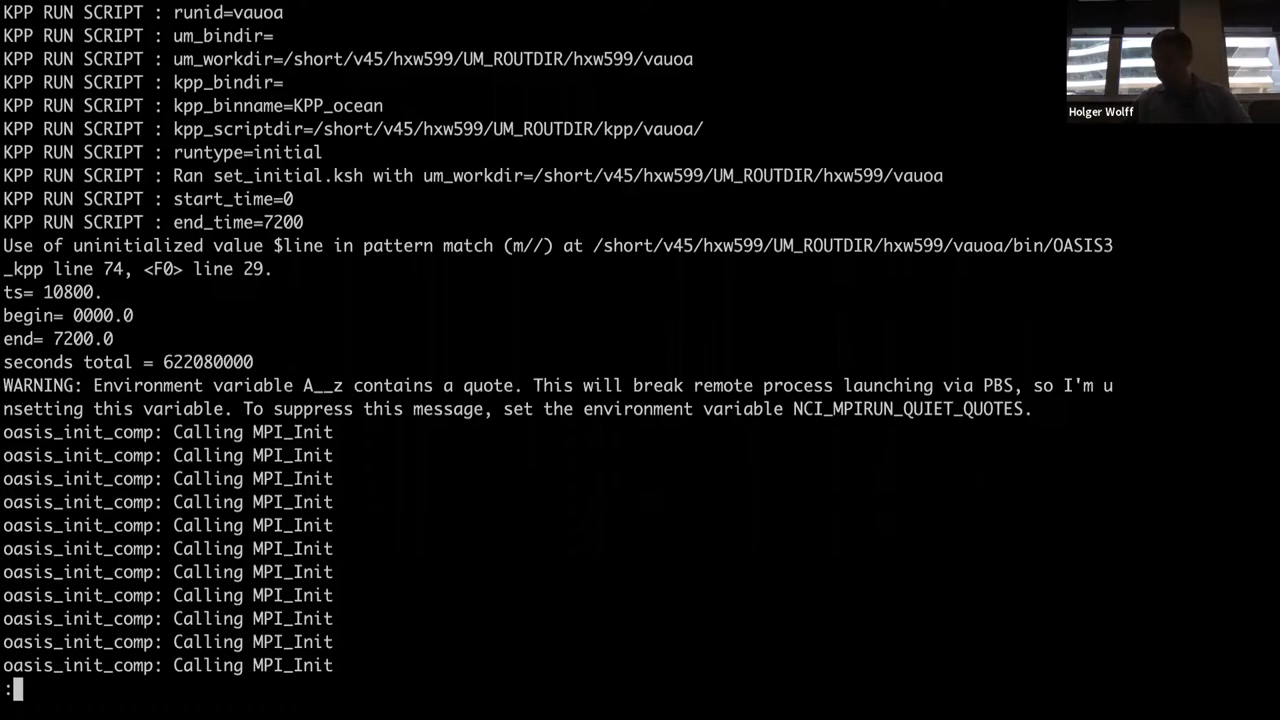 KPP RUN SCRIPT : runid=vauoa
KPP RUN SCRIPT : um_bindir=
KPP RUN SCRIPT : um_workdir=/short/v45/hxw599/UM_ROUTDIR/hxw599/vauoa
KPP RUN SCRIPT : kpp_bindir=
KPP RUN SCRIPT : kpp_binname=KPP_ocean
KPP RUN SCRIPT : kpp_scriptdir=/short/v45/hxw599/UM_ROUTDIR/kpp/vauoa/
KPP RUN SCRIPT : runtype=initial
KPP RUN SCRIPT : Ran set_initial.ksh with um_workdir=/short/v45/hxw599/UM_ROUTDIR/hxw599/vauoa
KPP RUN SCRIPT : start_time=0
KPP RUN SCRIPT : end_time=7200
Use of uninitialized value $line in pattern match (m//) at /short/v45/hxw599/UM_ROUTDIR/hxw599/vauoa/bin/OASIS3
_kpp line 74, <F0> line 29.
ts= 10800.
begin= 0000.0
end= 7200.0
seconds total = 622080000
WARNING: Environment variable A__z contains a quote. This will break remote process launching via PBS, so I'm u
nsetting this variable. To suppress this message, set the environment variable NCI_MPIRUN_QUIET_QUOTES.
oasis_init_comp: Calling MPI_Init
oasis_init_comp: Calling MPI_Init
oasis_init_comp: Calling MPI_Init
oasis_init_comp: Calling MPI_Init
oasis_init_comp: Calling MPI_Init
oasis_init_comp: Calling MPI_Init
oasis_init_comp: Calling MPI_Init
oasis_init_comp: Calling MPI_Init
oasis_init_comp: Calling MPI_Init
oasis_init_comp: Calling MPI_Init
oasis_init_comp: Calling MPI_Init
:
Holger Wolff